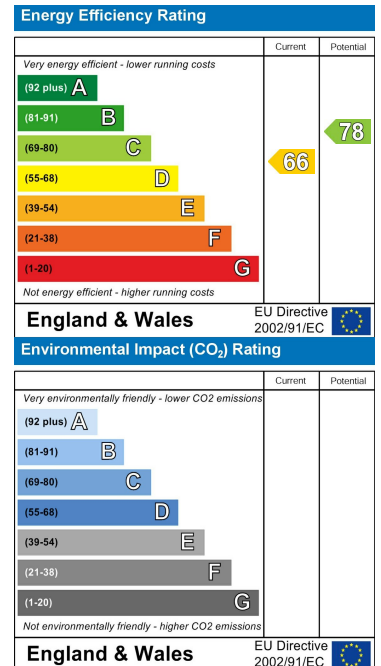 Energy Efficiency Rating
Current Potential
Very energy efficient - lower running costs
(92 plus) A
(81-91) B
(69-80) C
(55-68) D
(39-54) E
(21-38) F
(1-20) G
66
78
Not energy efficient - higher running costs
England & Wales
EU Directive
2002/91/EC
Environmental Impact (CO₂) Rating
Current Potential
Very environmentally friendly - lower CO2 emissions
(92 plus) A
(81-91) B
(69-80) C
(55-68) D
(39-54) E
(21-38) F
(1-20) G
Not environmentally friendly - higher CO2 emissions
England & Wales
EU Directive
2002/91/EC